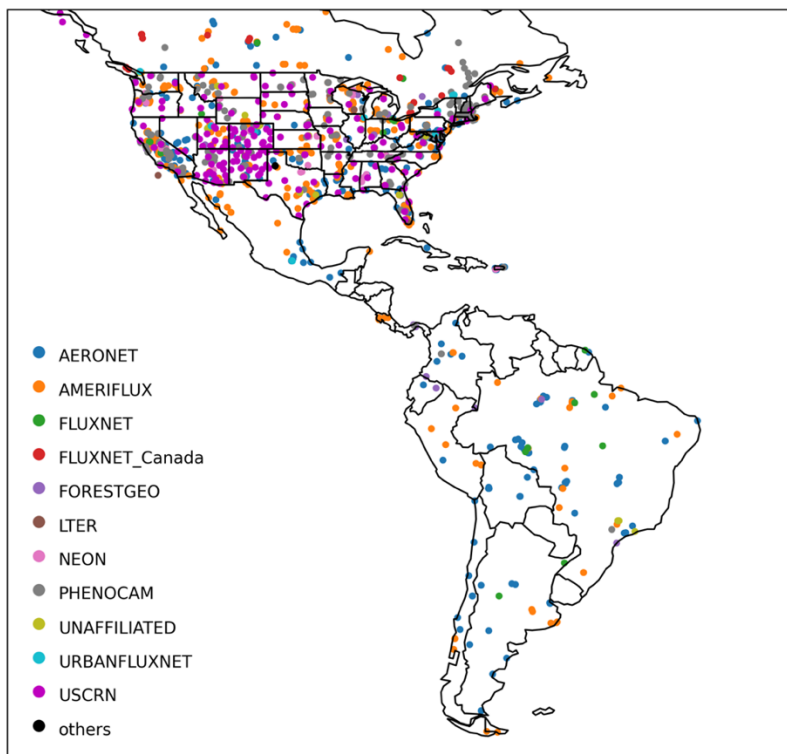 AERONET
AMERIFLUX
FLUXNET
FLUXNET_Canada
FORESTGEO
LTER
NEON
PHENOCAM
UNAFFILIATED
URBANFLUXNET
USCRN
others